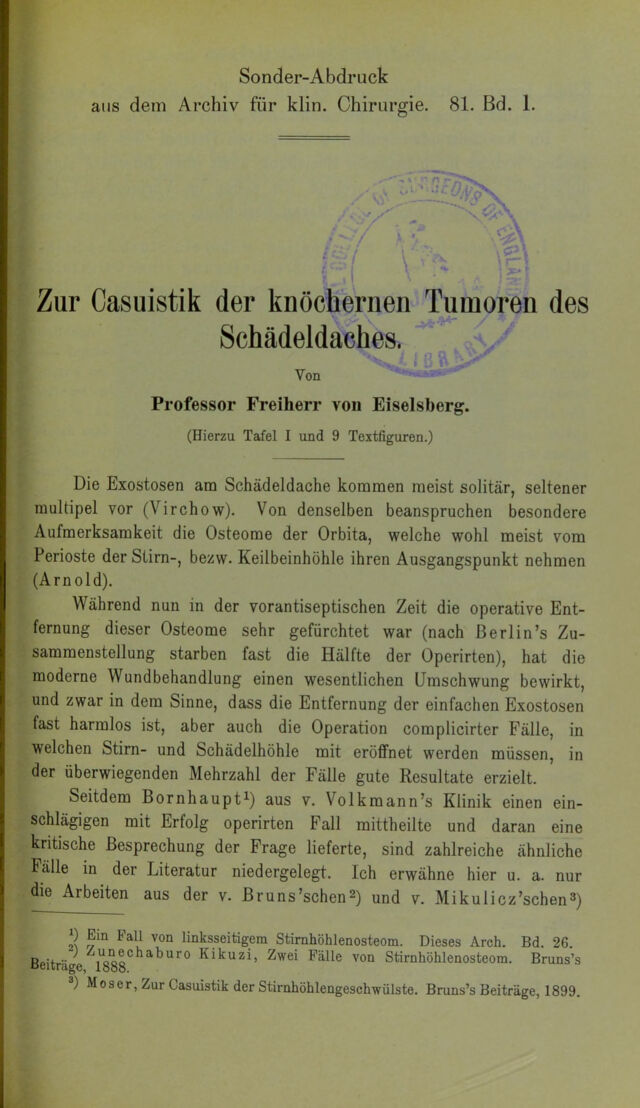 Sonder-Abdruck
aus dem Archiv für klin. Chirurgie. 81. Bd. 1.
COLLEGE OF SURGEONS OF ENGLAND
LIBRARY
Zur Casuistik der knöchernen Tumoren des
Schädeldaches.
Von
Professor Freiherr von Eiselsberg.
(Hierzu Tafel I und 9 Textfiguren.)
Die Exostosen am Schädeldache kommen meist solitär, seltener
multipel vor (Virchow). Von denselben beanspruchen besondere
Aufmerksamkeit die Osteome der Orbita, welche wohl meist vom
Perioste der Stirn-, bezw. Keilbeinhöhle ihren Ausgangspunkt nehmen
(Arnold).
Während nun in der vorantiseptischen Zeit die operative Ent-
fernung dieser Osteome sehr gefürchtet war (nach Berlin's Zu-
sammenstellung starben fast die Hälfte der Operirten), hat die
moderne Wundbehandlung einen wesentlichen Umschwung bewirkt,
und zwar in dem Sinne, dass die Entfernung der einfachen Exostosen
fast harmlos ist, aber auch die Operation complicirter Fälle, in
welchen Stirn- und Schädelhöhle mit eröffnet werden müssen, in
der überwiegenden Mehrzahl der Fälle gute Resultate erzielt.
Seitdem Bornhaupt¹) aus v. Volkmann's Klinik einen ein-
schlägigen mit Erfolg operirten Fall mittheilte und daran eine
kritische Besprechung der Frage lieferte, sind zahlreiche ähnliche
Fälle in der Literatur niedergelegt. Ich erwähne hier u. a. nur
die Arbeiten aus der v. Bruns'schen²) und v. Mikulicz'schen³)
¹) Ein Fall von linksseitigem Stirnhöhlenosteom. Dieses Arch. Bd. 26.
²) Zunechaburo Kikuzi, Zwei Fälle von Stirnhöhlenosteom. Bruns's
Beiträge, 1888.
³) Moser, Zur Casuistik der Stirnhöhlengeschwülste. Bruns's Beiträge, 1899.